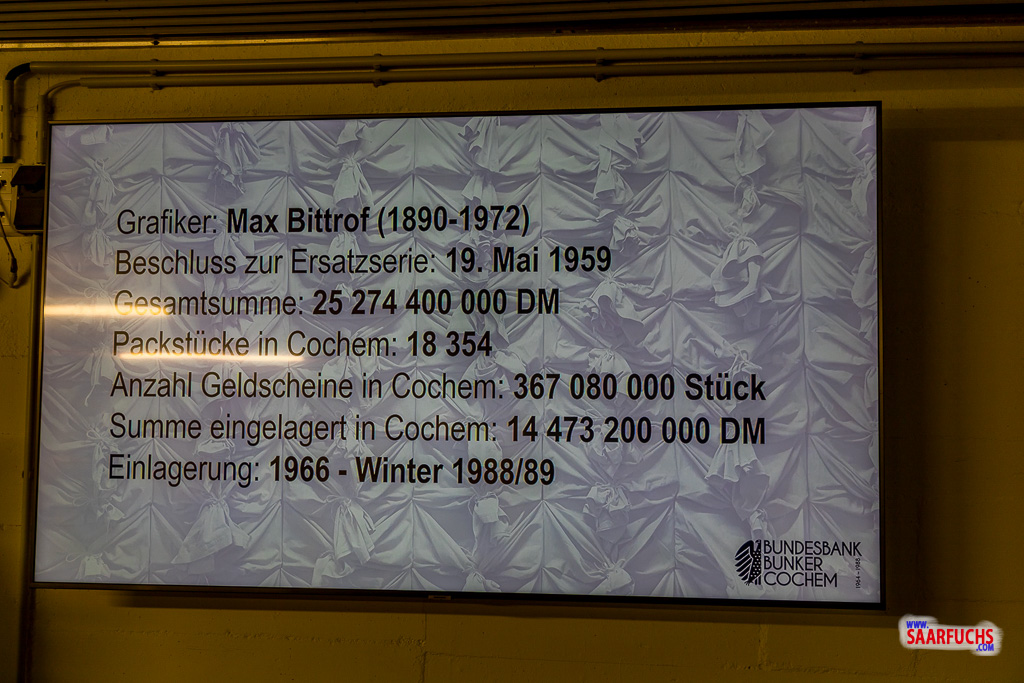 Grafiker: Max Bittrof (1890-1972)
Beschluss zur Ersatzserie: 19. Mai 1959
Gesamtsumme: 25 274 400 000 DM
Packstücke in Cochem: 18 354
Anzahl Geldscheine in Cochem: 367 080 000 Stück
Summe eingelagert in Cochem: 14 473 200 000 DM
Einlagerung: 1966 - Winter 1988/89
BUNDESBANK
BUNKER
COCHEM
1964 - 1988
WWW.
SAARFUCHS
.COM